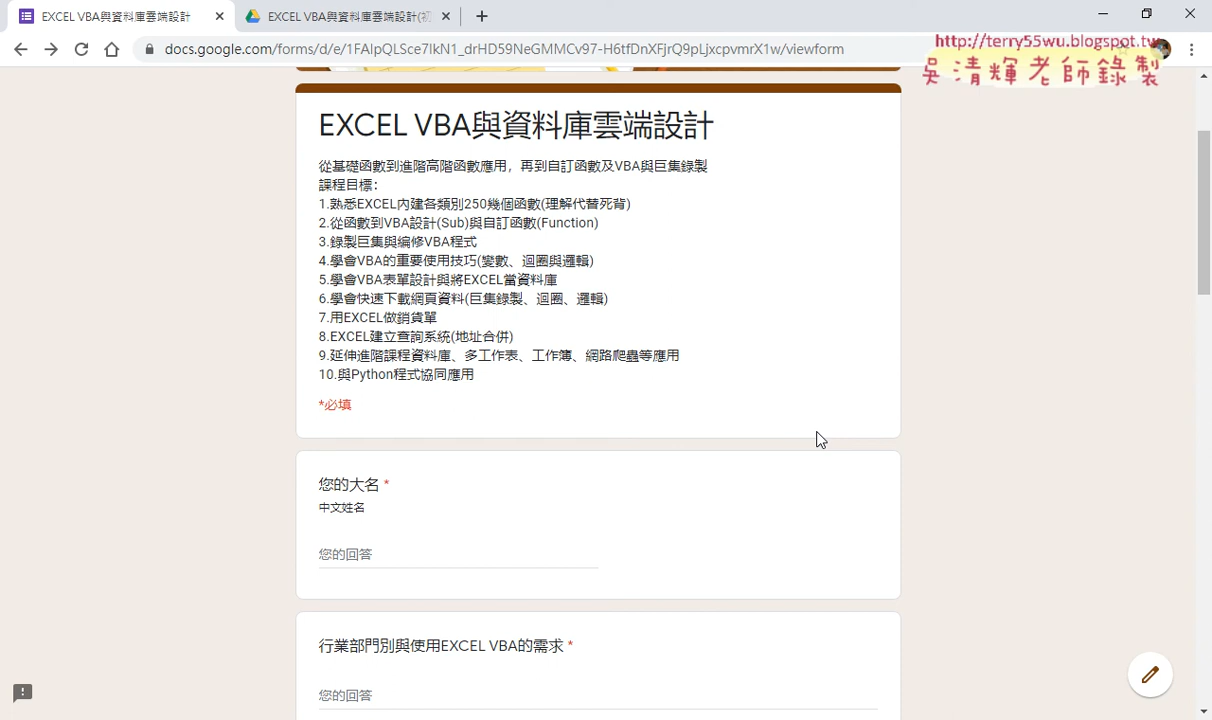 EXCEL VBA與資料庫雲端設計
EXCEL VBA與資料庫雲端設計(初
docs.google.com/forms/d/e/1FAIpQLSce7IkN1_drHD59NeGMMCv97-H6tfDnXFjrQ9pLjxcpvmrX1w/viewform
http://terry55wu.blogspot.tw
吳清輝老師錄製
EXCEL VBA與資料庫雲端設計
從基礎函數到進階高階函數應用，再到自訂函數及VBA與巨集錄製
課程目標：
1.熟悉EXCEL內建各類別250幾個函數(理解代替死背)
2.從函數到VBA設計(Sub)與自訂函數(Function)
3.錄製巨集與編修VBA程式
4.學會VBA的重要使用技巧(變數、迴圈與邏輯)
5.學會VBA表單設計與將EXCEL當資料庫
6.學會快速下載網頁資料(巨集錄製、迴圈、邏輯)
7.用EXCEL做銷貨單
8.EXCEL建立查詢系統(地址合併)
9.延伸進階課程資料庫、多工作表、工作簿、網路爬蟲等應用
10.與Python程式協同應用
*必填
您的大名 *
中文姓名
您的回答
行業部門別與使用EXCEL VBA的需求 *
您的回答